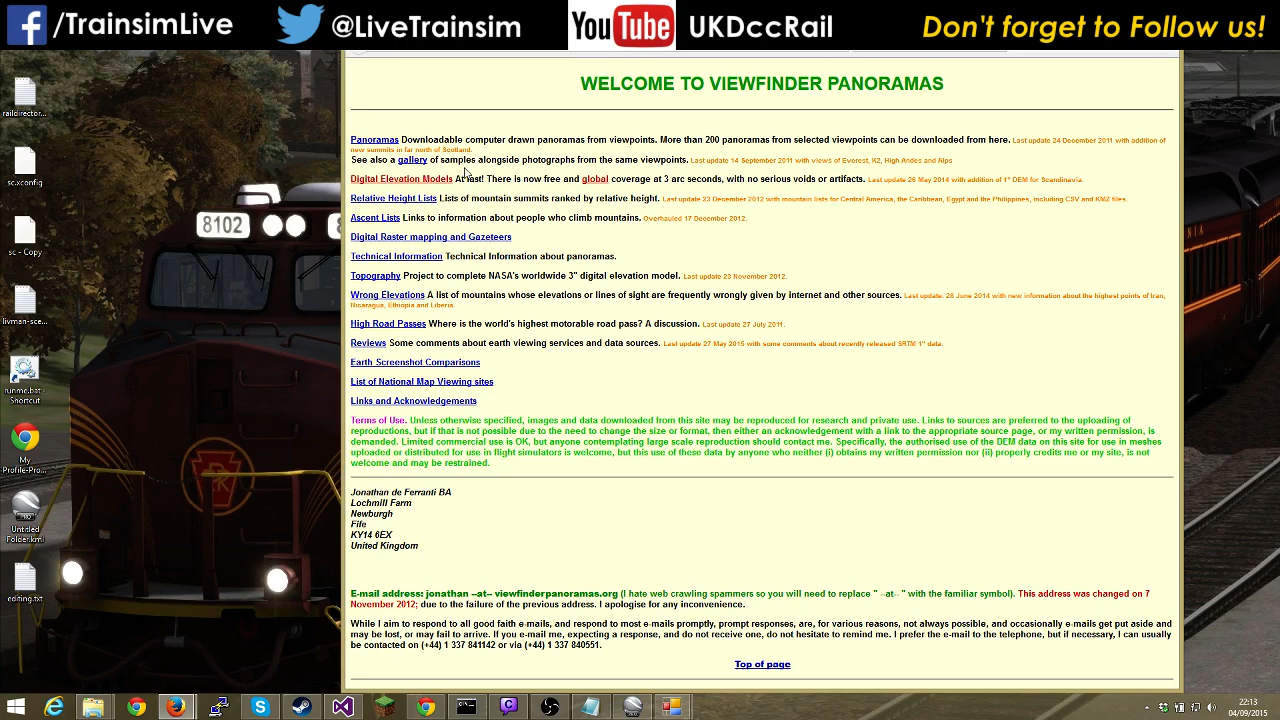 /TrainsimLive @LiveTrainsim YouTube UKDccRail Don't forget to Follow us!
WELCOME TO VIEWFINDER PANORAMAS
Panoramas Downloadable computer drawn panoramas from viewpoints. More than 200 panoramas from selected viewpoints can be downloaded from here. Last update 24 December 2011 with addition of
new summits in far north of Scotland.
See also a gallery of samples alongside photographs from the same viewpoints. Last update 14 September 2011 with views of Everest, K2, High Andes and Alps
Digital Elevation Models At last! There is now free and global coverage at 3 arc seconds, with no serious voids or artifacts. Last update 26 May 2014 with addition of 1" DEM for Scandinavia.
Relative Height Lists Lists of mountain summits ranked by relative height. Last update 23 December 2012 with mountain lists for Central America, the Caribbean, Egypt and the Philippines, including CSV and KMZ files.
Ascent Lists Links to information about people who climb mountains. Overhauled 17 December 2012.
Digital Raster mapping and Gazeteers
Technical Information Technical Information about panoramas.
Topography Project to complete NASA's worldwide 3" digital elevation model. Last update 23 November 2012.
Wrong Elevations A list of mountains whose elevations or lines of sight are frequently wrongly given by internet and other sources. Last update. 28 June 2014 with new information about the highest points of Iran,
Nicaragua, Ethiopia and Liberia.
High Road Passes Where is the world's highest motorable road pass? A discussion. Last update 27 July 2011.
Reviews Some comments about earth viewing services and data sources. Last update 27 May 2015 with some comments about recently released SRTM 1" data.
Earth Screenshot Comparisons
List of National Map Viewing sites
Links and Acknowledgements
Terms of Use. Unless otherwise specified, images and data downloaded from this site may be reproduced for research and private use. Links to sources are preferred to the uploading of
reproductions, but if that is not possible due to the need to change the size or format, then either an acknowledgement with a link to the appropriate source page, or my written permission, is
demanded. Limited commercial use is OK, but anyone contemplating large scale reproduction should contact me. Specifically, the authorised use of the DEM data on this site for use in meshes
uploaded or distributed for use in flight simulators is welcome, but this use of these data by anyone who neither (i) obtains my written permission nor (ii) properly credits me or my site, is not
welcome and may be restrained.
Jonathan de Ferranti BA
Lochmill Farm
Newburgh
Fife
KY14 6EX
United Kingdom
E-mail address: jonathan --at-- viewfinderpanoramas.org (I hate web crawling spammers so you will need to replace " --at-- " with the familiar symbol). This address was changed on 7
November 2012; due to the failure of the previous address. I apologise for any inconvenience.
While I aim to respond to all good faith e-mails, and respond to most e-mails promptly, prompt responses, are, for various reasons, not always possible, and occasionally e-mails get put aside and
may be lost, or may fail to arrive. If you e-mail me, expecting a response, and do not receive one, do not hesitate to remind me. I prefer the e-mail to the telephone, but if necessary, I can usually
be contacted on (+44) 1 337 841142 or via (+44) 1 337 840551.
Top of page
raildirector...
8102
livnian-scre...
runme.bat -
Shortcut
ProFile
Editor...
22:13
04/09/2015